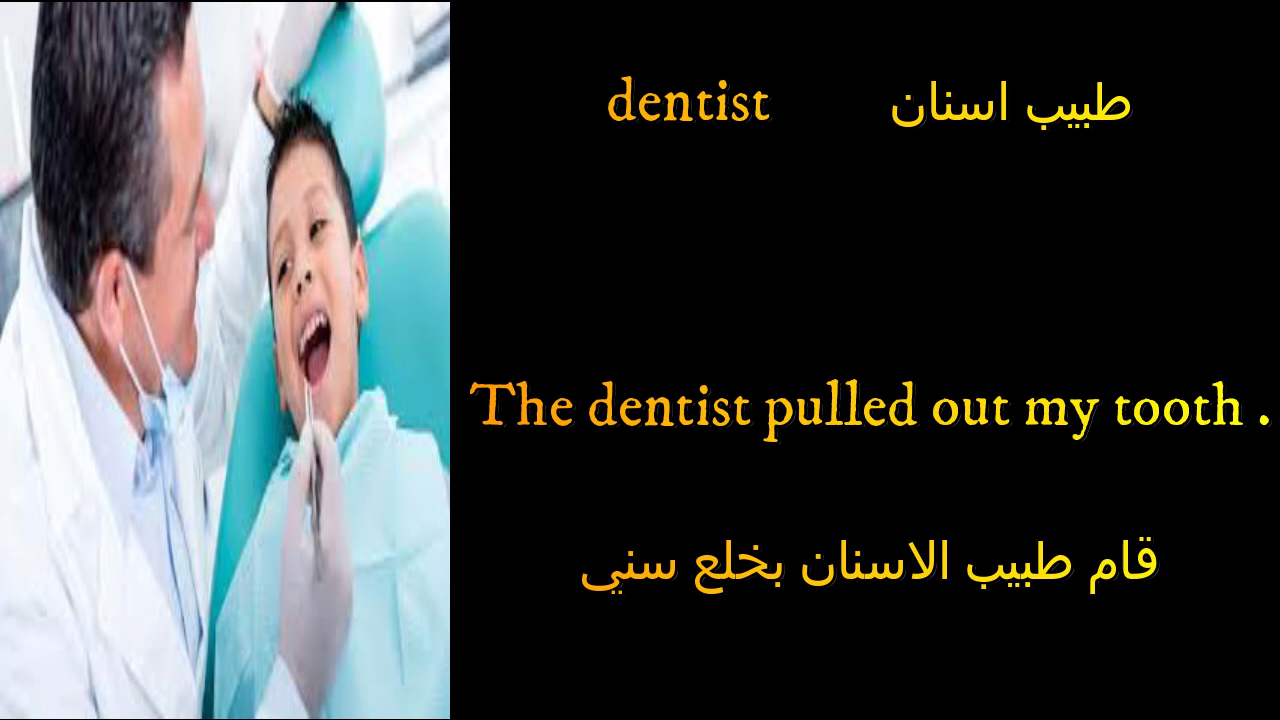 dentist طبيب اسنان
The dentist pulled out my tooth .
قام طبيب الاسنان بخلع سني